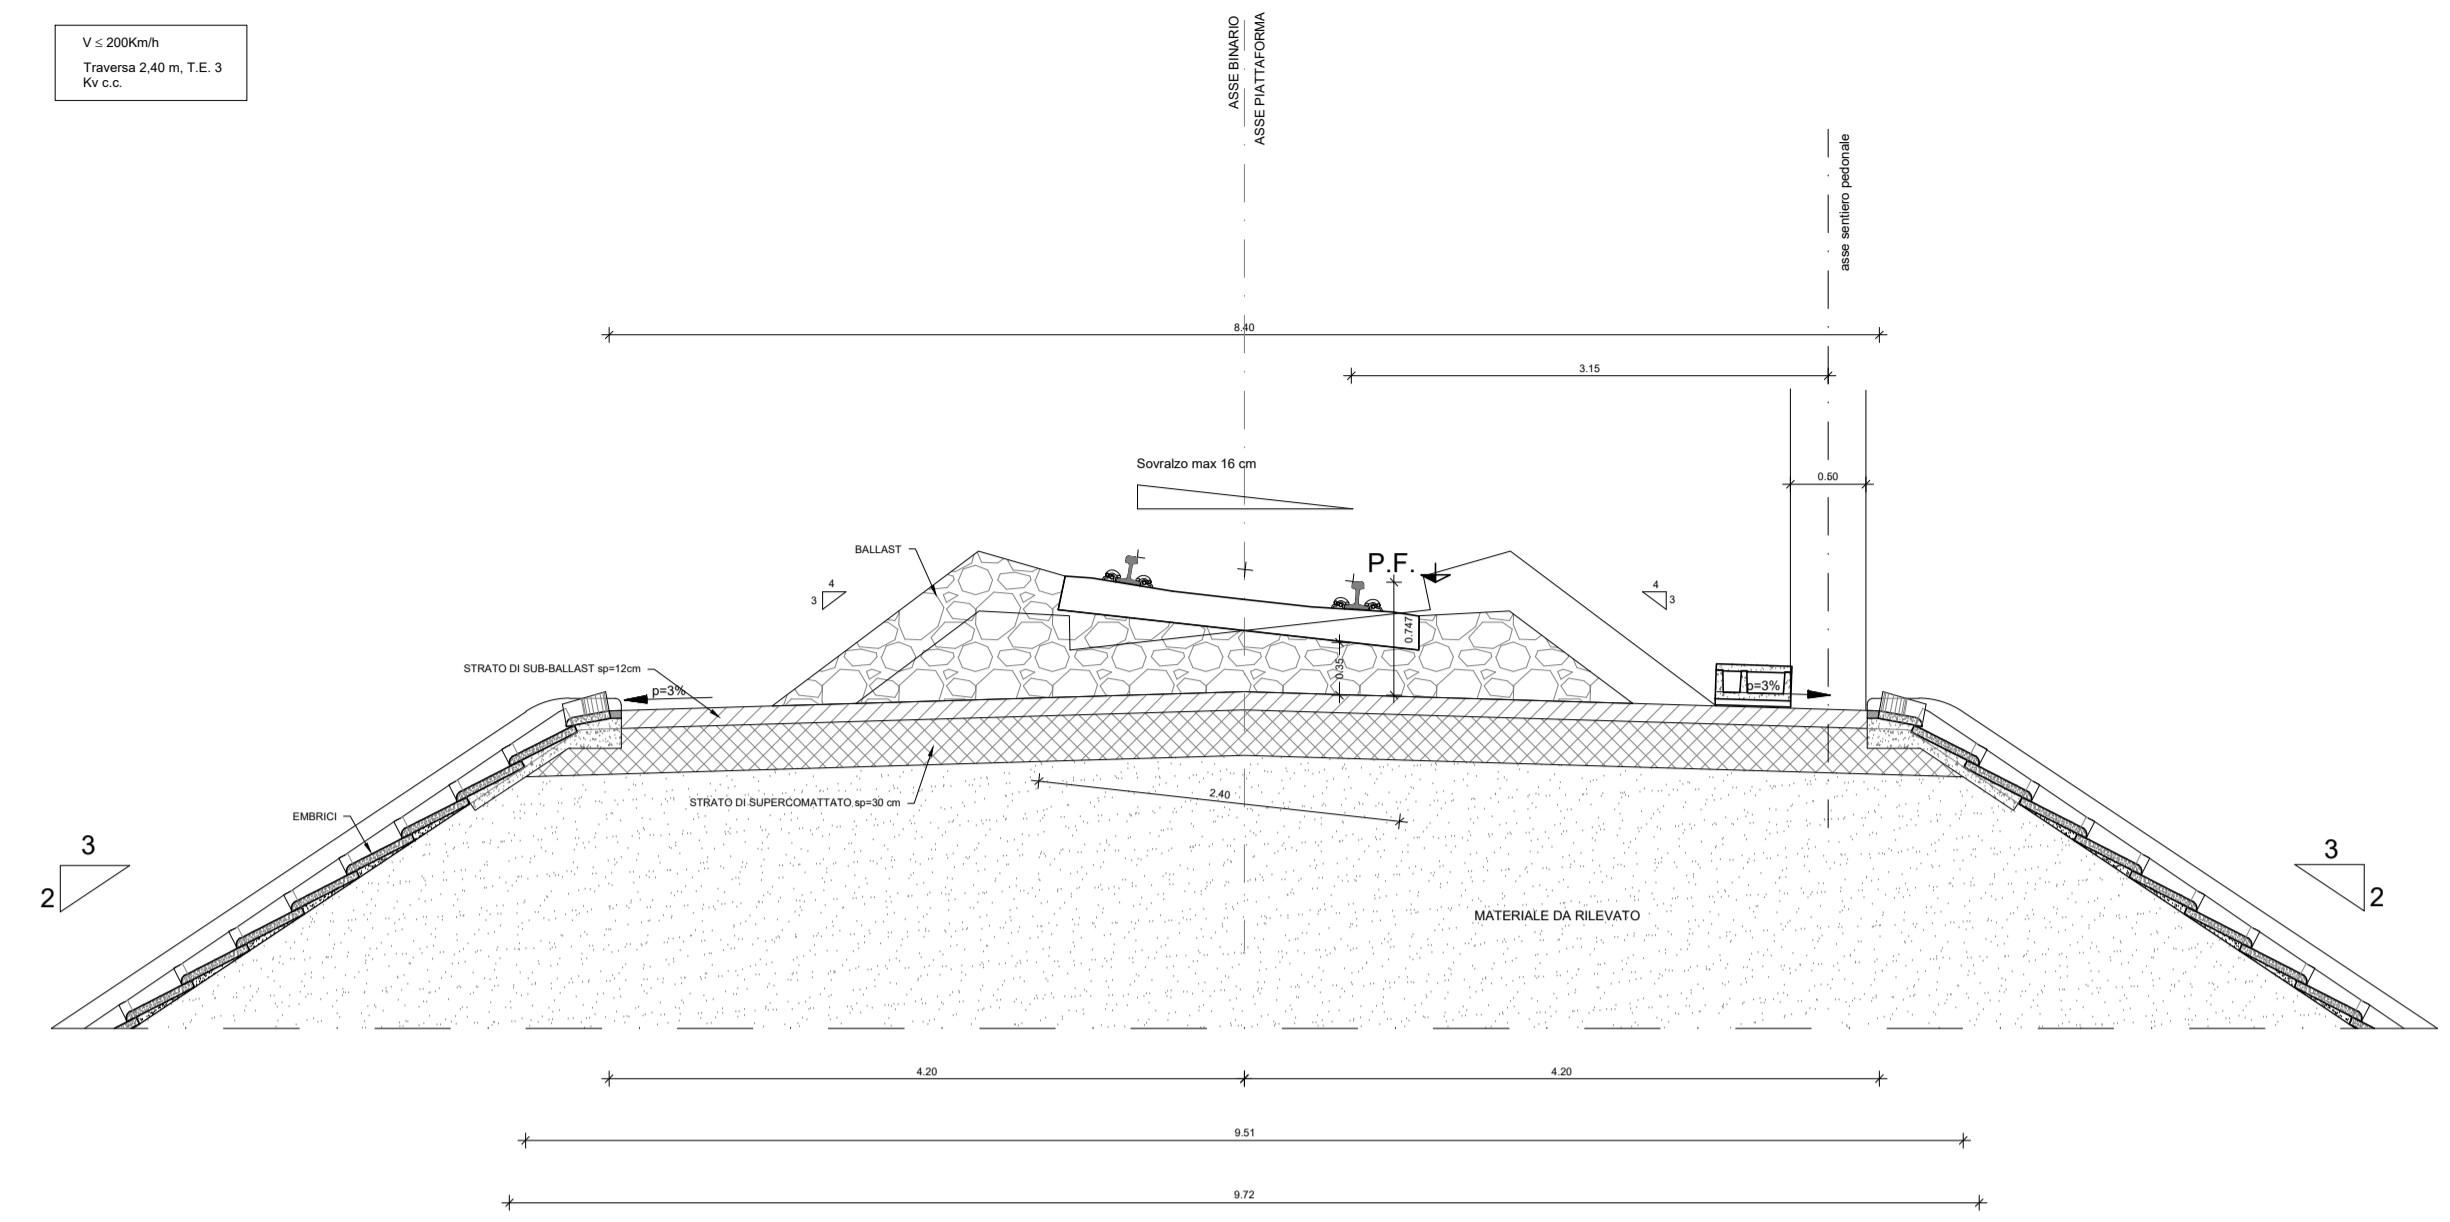 V ≤ 200Km/h
Traversa 2,40 m, T.E. 3
Kv c.c.
ASSE BINARIO
ASSE PIATTAFORMA
asse sentiero pedonale
8.40
3.15
0.50
Sovralzo max 16 cm
BALLAST
P.F.
4
3
4
3
0.747
0.35
STRATO DI SUB-BALLAST sp=12cm
p=3%
p=3%
STRATO DI SUPERCOMATTATO sp=30 cm
2.40
EMBRICI
3
2
3
2
MATERIALE DA RILEVATO
4.20
4.20
9.51
9.72